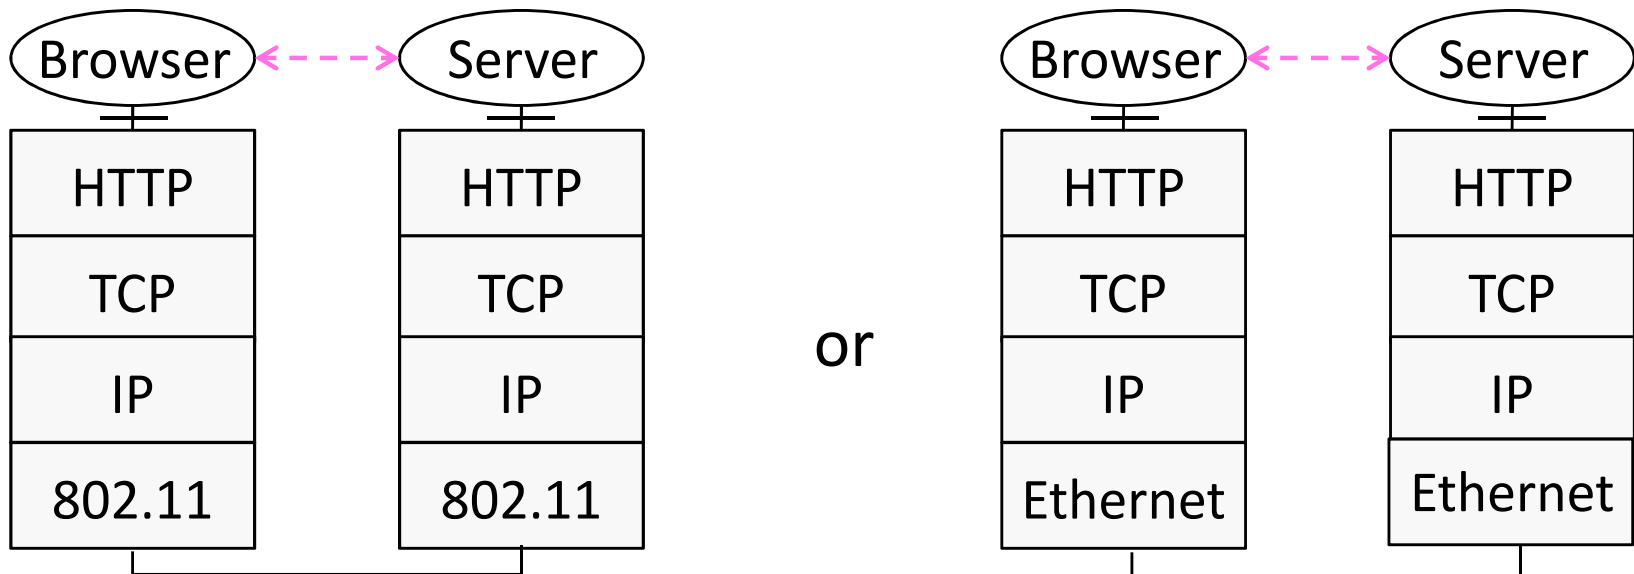 Browser
Server
HTTP
HTTP
TCP
TCP
IP
IP
802.11
802.11
or
Browser
Server
HTTP
HTTP
TCP
TCP
IP
IP
Ethernet
Ethernet